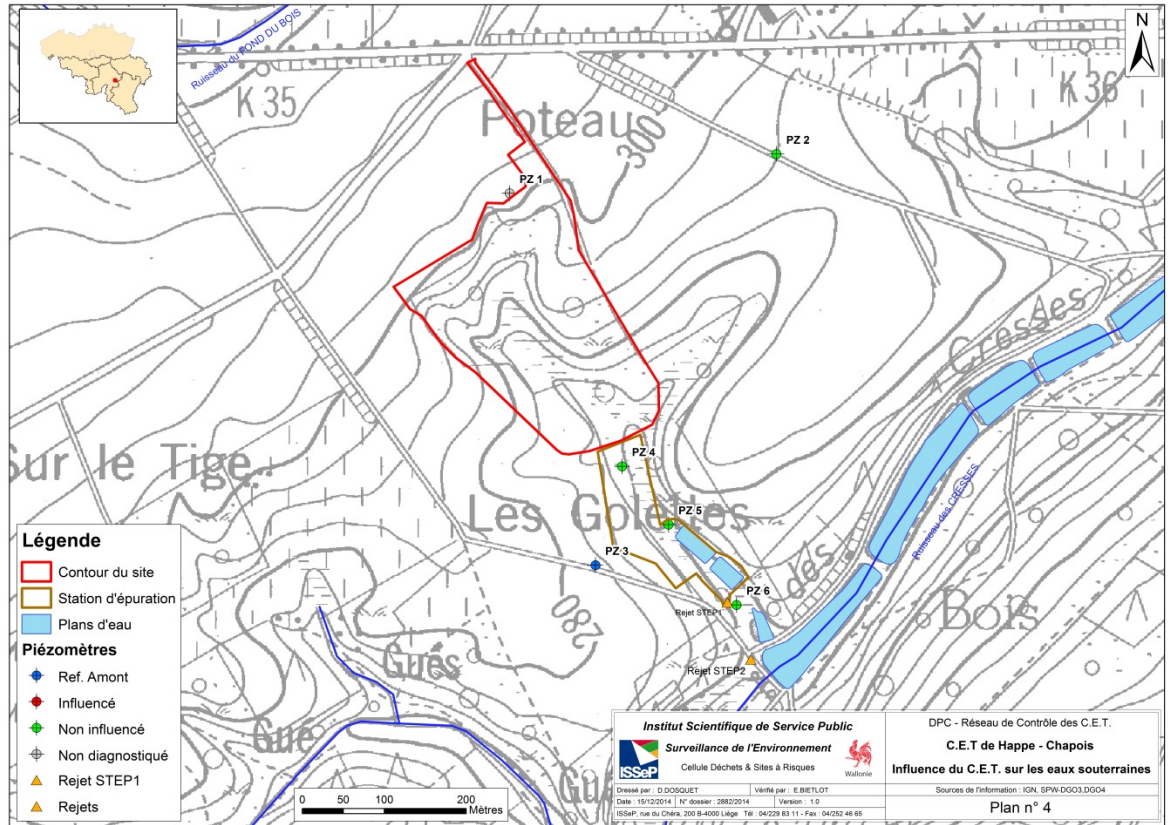 N
Ruisseau du FOND DU BOIS
K 35
K 36
Poteau
300
PZ 2
PZ 1
Cresses
des
Sur le Tige
PZ 4
Les Golettes
PZ 5
PZ 3
PZ 6
Rejet STEP1
Rejet STEP2
280
Ruisseau des CRESSES
Bois
Gués
Gué
Gué
Légende
Contour du site
Station d'épuration
Plans d'eau
Piézomètres
Ref. Amont
Influencé
Non influencé
Non diagnostiqué
Rejet STEP1
Rejets
0 50 100 200
Mètres
Institut Scientifique de Service Public
Surveillance de l'Environnement
Cellule Déchets & Sites à Risques
ISSeP
Wallonie
Dressé par : D.DOSQUET Vérifié par : E.BIETLOT
Date : 15/12/2014 N° dossier : 2882/2014 Version : 1.0
ISSeP, rue du Chéra, 200 B-4000 Liège Tél : 04/229 83 11 - Fax : 04/252 46 65
DPC - Réseau de Contrôle des C.E.T.
C.E.T de Happe - Chapois
Influence du C.E.T. sur les eaux souterraines
Sources de l'information : IGN, SPW-DGO3,DGO4
Plan n° 4